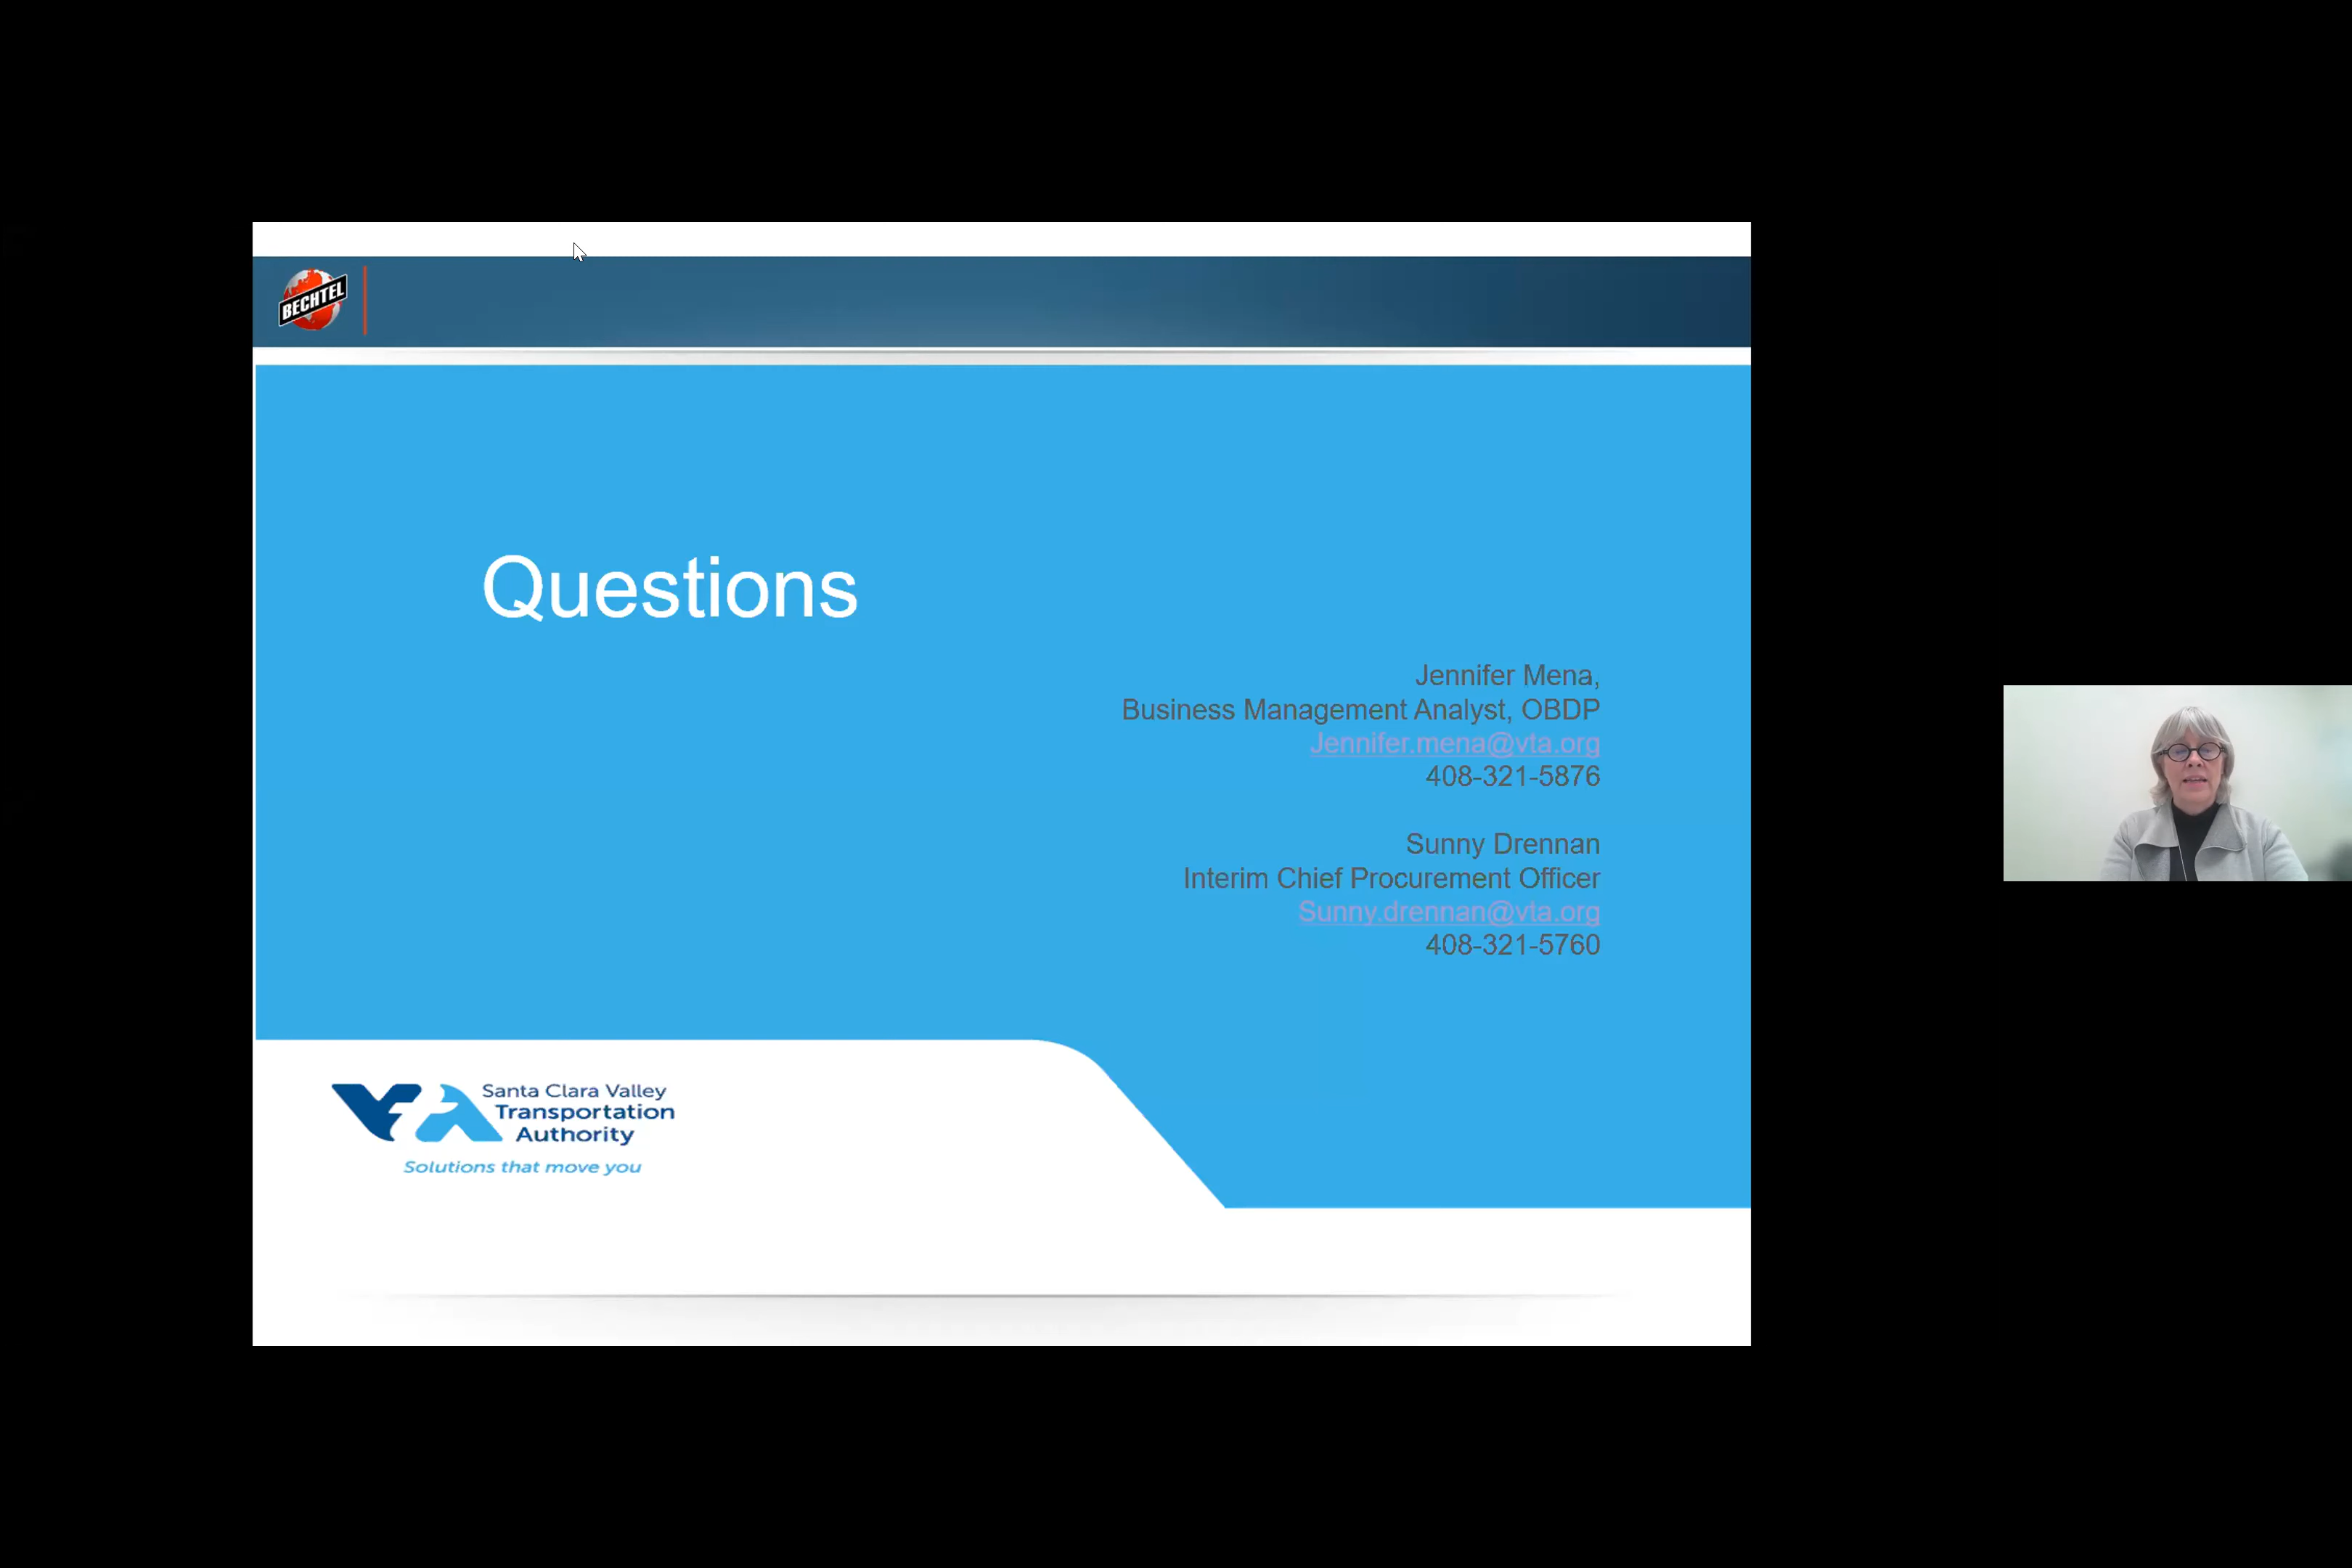 BECHTEL
Questions
Jennifer Mena,
Business Management Analyst, OBDP
Jennifer.mena@vta.org
408-321-5876
Sunny Drennan
Interim Chief Procurement Officer
Sunny.drennan@vta.org
408-321-5760
VTA
Santa Clara Valley
Transportation
Authority
Solutions that move you